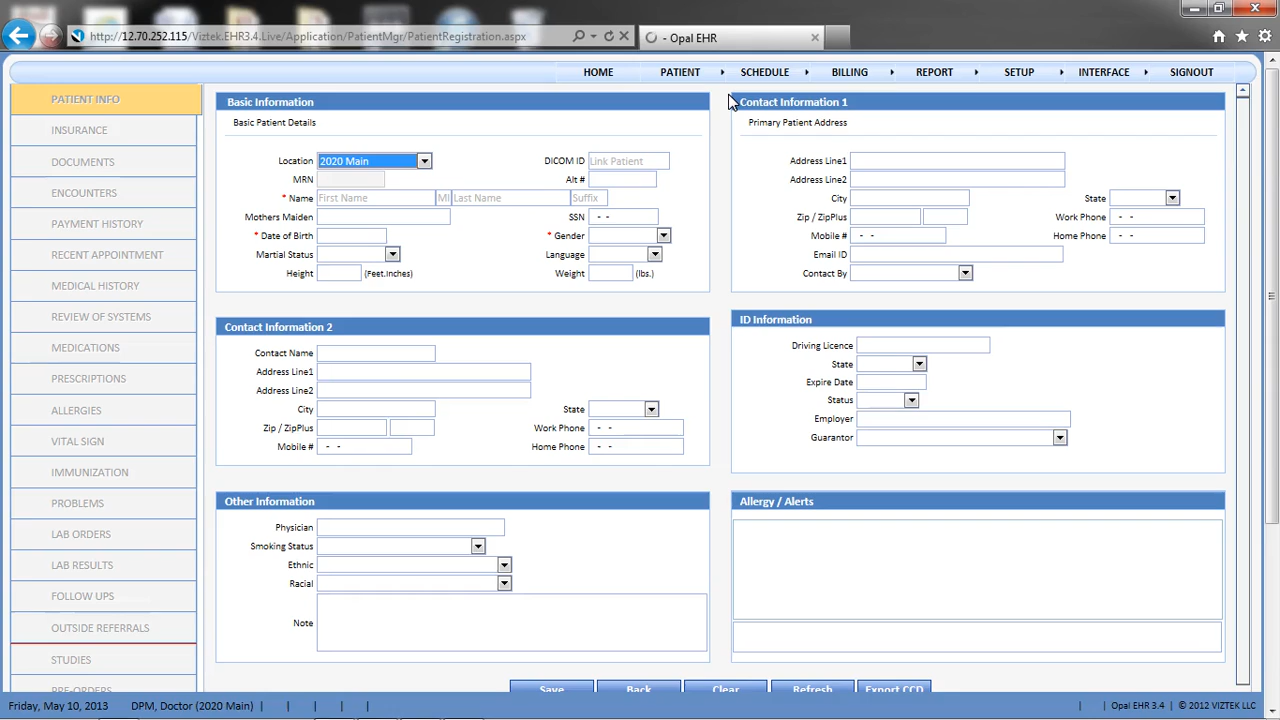 http://12.70.252.115/Viztek.EHR3.4.Live/Application/PatientMgr/PatientRegistration.aspx
- Opal EHR
HOME PATIENT SCHEDULE BILLING REPORT SETUP INTERFACE SIGNOUT
PATIENT INFO
INSURANCE
DOCUMENTS
ENCOUNTERS
PAYMENT HISTORY
RECENT APPOINTMENT
MEDICAL HISTORY
REVIEW OF SYSTEMS
MEDICATIONS
PRESCRIPTIONS
ALLERGIES
VITAL SIGN
IMMUNIZATION
PROBLEMS
LAB ORDERS
LAB RESULTS
FOLLOW UPS
OUTSIDE REFERRALS
STUDIES
PRE-ORDERS
Basic Information
Basic Patient Details
Location 2020 Main DICOM ID Link Patient
MRN Alt #
* Name First Name MI Last Name Suffix
Mothers Maiden SSN - -
* Date of Birth * Gender
Martial Status Language
Height (Feet.Inches) Weight (lbs.)
Contact Information 1
Primary Patient Address
Address Line1
Address Line2
City State
Zip / ZipPlus Work Phone - -
Mobile # - - Home Phone - -
Email ID
Contact By
Contact Information 2
Contact Name
Address Line1
Address Line2
City State
Zip / ZipPlus Work Phone - -
Mobile # - - Home Phone - -
ID Information
Driving Licence
State
Expire Date
Status
Employer
Guarantor
Other Information
Physician
Smoking Status
Ethnic
Racial
Note
Allergy / Alerts
Save Back Clear Refresh Export CCD
Friday, May 10, 2013 DPM, Doctor (2020 Main) Opal EHR 3.4 © 2012 VIZTEK LLC